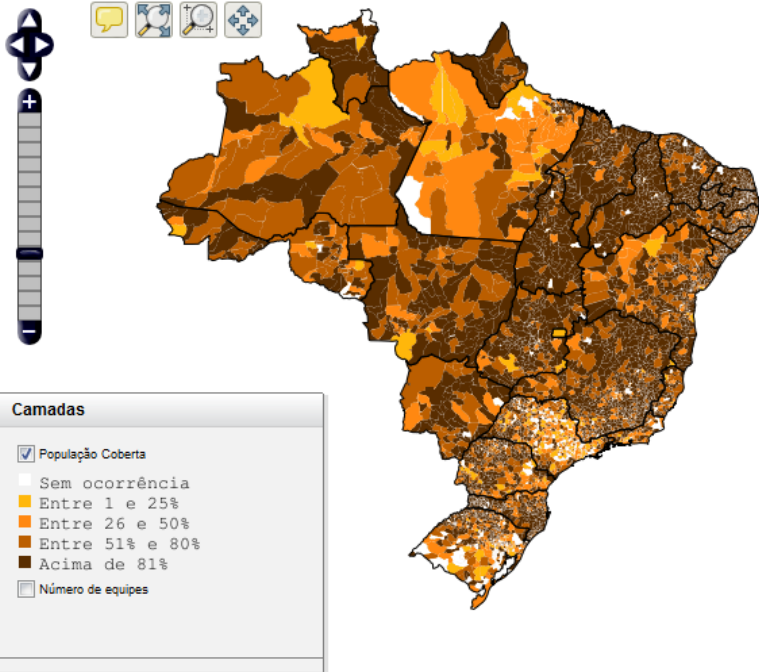 Camadas
População Coberta
Sem ocorrência
Entre 1 e 25%
Entre 26 e 50%
Entre 51% e 80%
Acima de 81%
Número de equipes